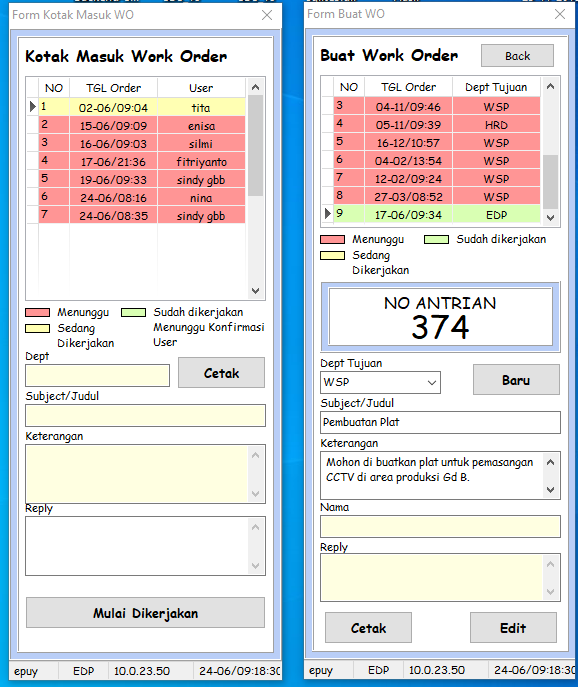 Form Kotak Masuk WO
Kotak Masuk Work Order
NO TGL Order User
1 02-06/09:04 tita
2 15-06/09:09 enisa
3 16-06/09:03 silmi
4 17-06/21:36 fitriyanto
5 19-06/09:33 sindy gbb
6 24-06/08:16 nina
7 24-06/08:35 sindy gbb
Menunggu
Sedang
Dikerjakan
Sudah dikerjakan
Menunggu Konfirmasi
User
Dept
Cetak
Subject/Judul
Keterangan
Reply
Mulai Dikerjakan
epuy EDP 10.0.23.50 24-06/09:18:30
Form Buat WO
Buat Work Order
Back
NO TGL Order Dept Tujuan
3 04-11/09:46 WSP
4 05-11/09:39 HRD
5 16-12/10:57 WSP
6 04-02/13:54 WSP
7 12-02/09:24 WSP
8 27-03/08:52 WSP
9 17-06/09:34 EDP
Menunggu
Sudah dikerjakan
Sedang
Dikerjakan
NO ANTRIAN
374
Dept Tujuan
WSP
Baru
Subject/Judul
Pembuatan Plat
Keterangan
Mohon di buatkan plat untuk pemasangan
CCTV di area produksi Gd B.
Nama
Reply
Cetak Edit
epuy EDP 10.0.23.50 24-06/09:18:30